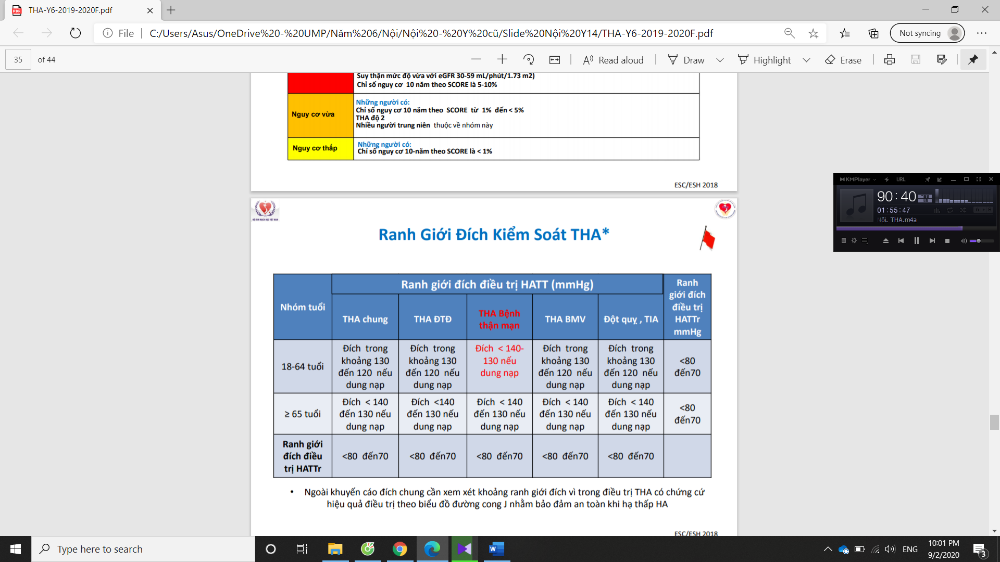 THA-Y6-2019-2020F.pdf
File
C:/Users/Asus/OneDrive%20-%20UMP/Năm%206/Nội/Nội%20-%20Y%20cũ/Slide%20Nội%20Y14/THA-Y6-2019-2020F.pdf
Not syncing
35 of 44
Read aloud
Draw
Highlight
Erase
Suy thận mức độ vừa với eGFR 30-59 mL/phút/1.73 m2)
Chỉ số nguy cơ 10 năm theo SCORE là 5-10%
Nguy cơ vừa
Những người có:
Chỉ số nguy cơ 10 năm theo SCORE từ 1% đến < 5%
THA độ 2
Nhiều người trung niên thuộc về nhóm này
Nguy cơ thấp
Những người có:
Chỉ số nguy cơ 10-năm theo SCORE là < 1%
ESC/ESH 2018
KMPlayer
URL
90:40
01:55:47
Nội. THA.m4a
HỘI TIM MẠCH HỌC VIỆT NAM
Ranh Giới Đích Kiểm Soát THA*
Nhóm tuổi
Ranh giới đích điều trị HATT (mmHg)
Ranh
giới đích
điều trị
HATTr
mmHg
THA chung
THA ĐTĐ
THA Bệnh
thận mạn
THA BMV
Đột quỵ , TIA
18-64 tuổi
Đích trong
khoảng 130
đến 120 nếu
dung nạp
Đích trong
khoảng 130
đến 120 nếu
dung nạp
Đích < 140-
130 nếu
dung nạp
Đích trong
khoảng 130
đến 120 nếu
dung nạp
Đích trong
khoảng 130
đến 120 nếu
dung nạp
<80
đến70
≥ 65 tuổi
Đích < 140
đến 130 nếu
dung nạp
Đích <140
đến 130 nếu
dung nạp
Đích < 140
đến 130 nếu
dung nạp
Đích < 140
đến 130 nếu
dung nạp
Đích < 140
đến 130 nếu
dung nạp
<80
đến70
Ranh giới
đích điều
trị HATTr
<80 đến70
<80 đến70
<80 đến70
<80 đến70
<80 đến70
• Ngoài khuyến cáo đích chung cần xem xét khoảng ranh giới đích vì trong điều trị THA có chứng cứ
hiệu quả điều trị theo biểu đồ đường cong J nhằm bảo đảm an toàn khi hạ thấp HA
ESC/ESH 2018
Type here to search
ENG
10:01 PM
9/2/2020
3